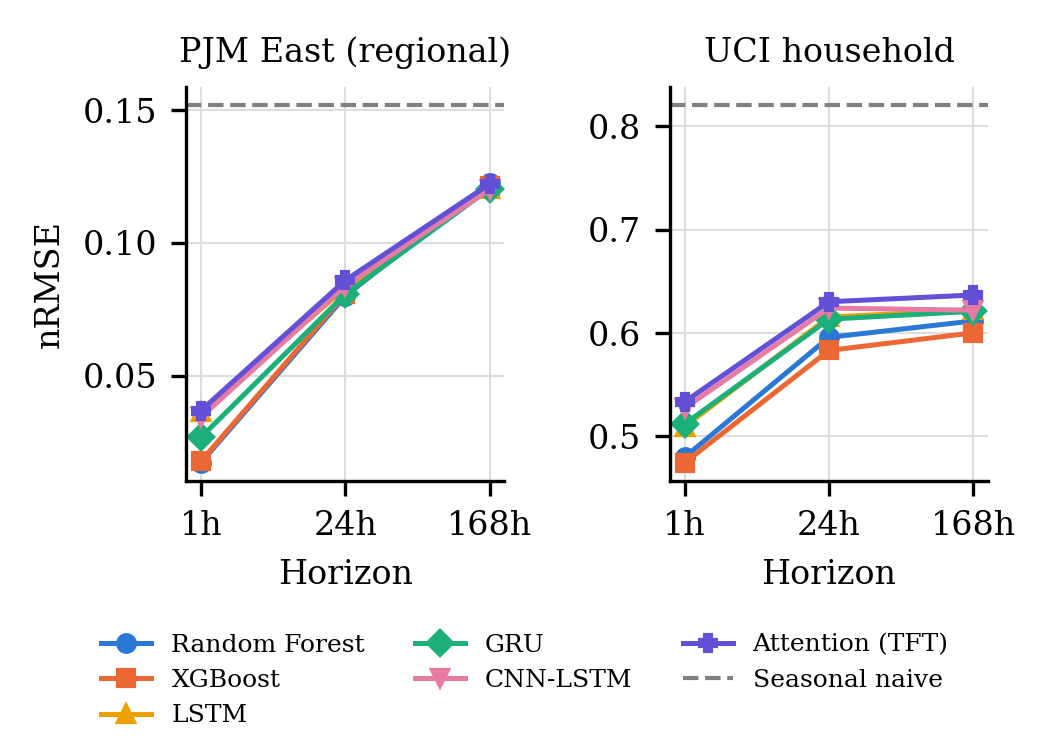 PJM East (regional)
UCI household
0.15
0.10
0.05
nRMSE
0.8
0.7
0.6
0.5
1h 24h 168h
1h 24h 168h
Horizon
Horizon
Random Forest
XGBoost
LSTM
GRU
CNN-LSTM
Attention (TFT)
Seasonal naive